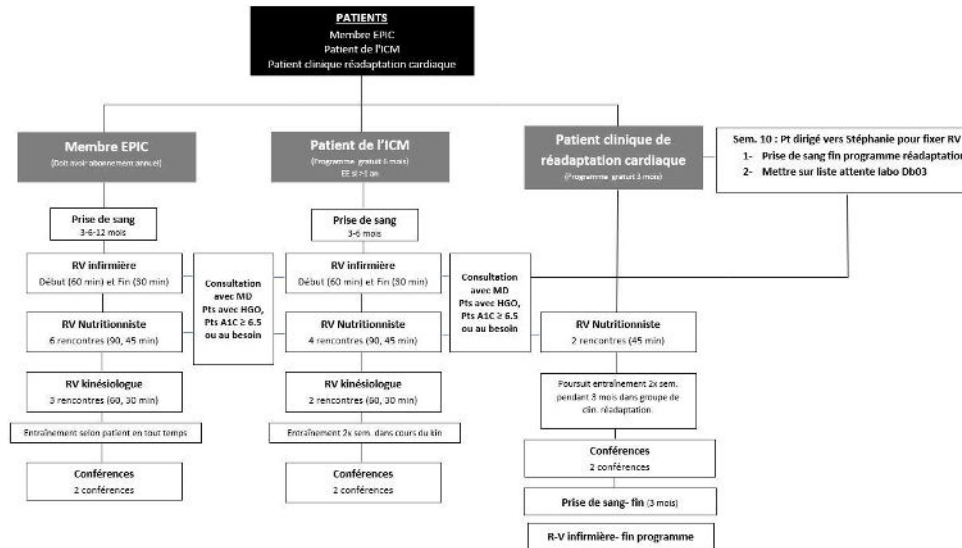 PATIENTS
Membre EPIC
Patient de l'ICM
Patient clinique réadaptation cardiaque
Membre EPIC
(Dois avoir abonnement annuel)
Prise de sang
3-6-12 mois
RV infirmière
Début (60 min) et Fin (30 min)
RV Nutritionniste
6 rencontres (90, 45 min)
RV kinésiologue
3 rencontres (60, 30 min)
Entraînement selon patient en tout temps
Conférences
2 conférences
Consultation
avec MD
Pts avec HGO,
Pts A1C ≥ 6.5
ou au besoin
Patient de l'ICM
(Programme gratuit 6 mois)
EE si >1 an
Prise de sang
3-6 mois
RV infirmière
Début (60 min) et Fin (30 min)
RV Nutritionniste
4 rencontres (90, 45 min)
RV kinésiologue
2 rencontres (60, 30 min)
Entraînement 2x sem. dans cours du kin
Conférences
2 conférences
Consultation
avec MD
Pts avec HGO,
Pts A1C ≥ 6.5
ou au besoin
Patient clinique de
réadaptation cardiaque
(Programme gratuit 3 mois)
RV Nutritionniste
2 rencontres (45 min)
Poursuit entraînement 2x sem.
pendant 3 mois dans groupe de
clin. réadaptation.
Conférences
2 conférences
Prise de sang- fin (3 mois)
R-V infirmière- fin programme
Sem. 10 : Pt dirigé vers Stéphanie pour fixer RV
1- Prise de sang fin programme réadaptation
2- Mettre sur liste attente labo Db03